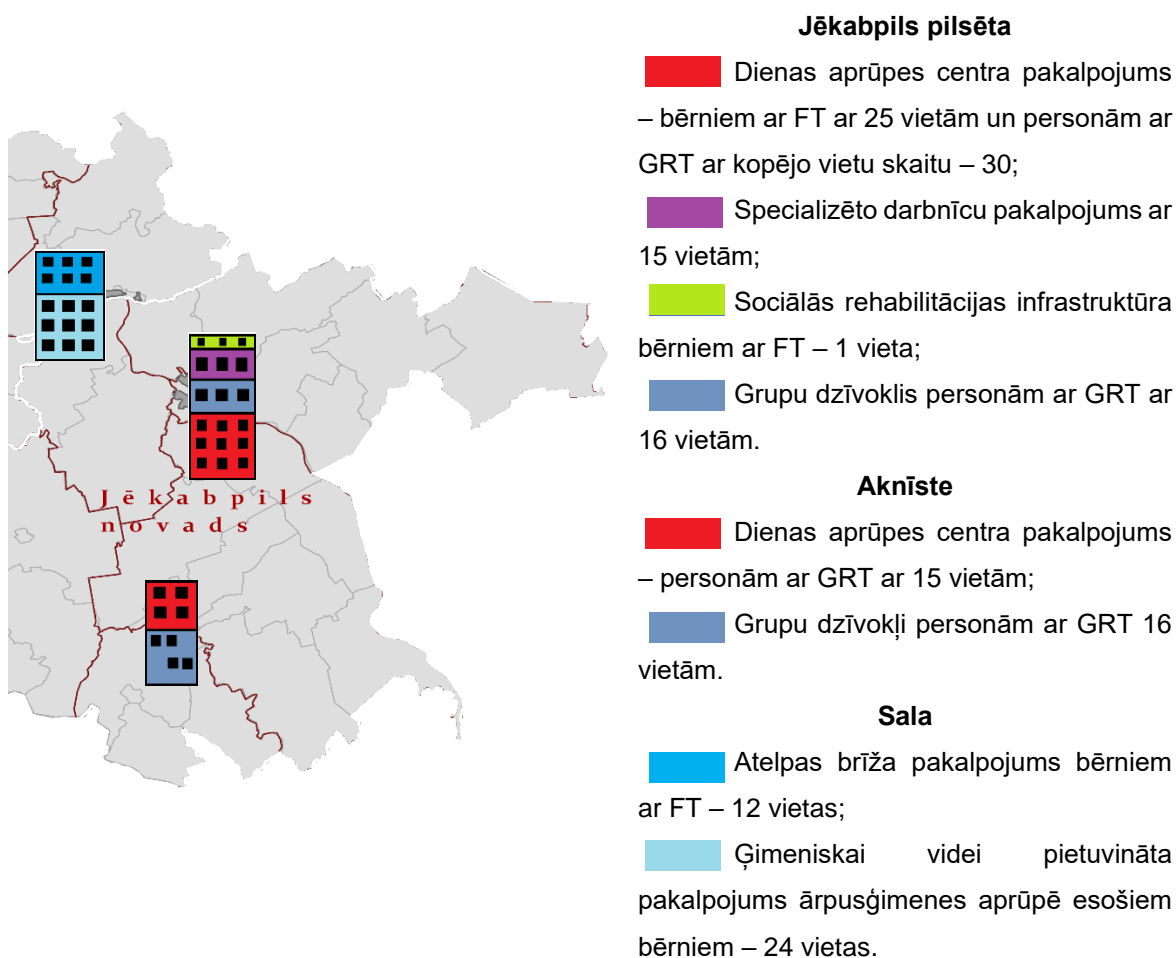 Jēkabpils
novads
Jēkabpils pilsēta
Dienas aprūpes centra pakalpojums
– bērniem ar FT ar 25 vietām un personām ar
GRT ar kopējo vietu skaitu – 30;
Specializēto darbnīcu pakalpojums ar
15 vietām;
Sociālās rehabilitācijas infrastruktūra
bērniem ar FT – 1 vieta;
Grupu dzīvoklis personām ar GRT ar
16 vietām.
Aknīste
Dienas aprūpes centra pakalpojums
– personām ar GRT ar 15 vietām;
Grupu dzīvokļi personām ar GRT 16
vietām.
Sala
Atelpas brīža pakalpojums bērniem
ar FT – 12 vietas;
Ģimeniskai videi pietuvināta
pakalpojums ārpusģimenes aprūpē esošiem
bērniem – 24 vietas.